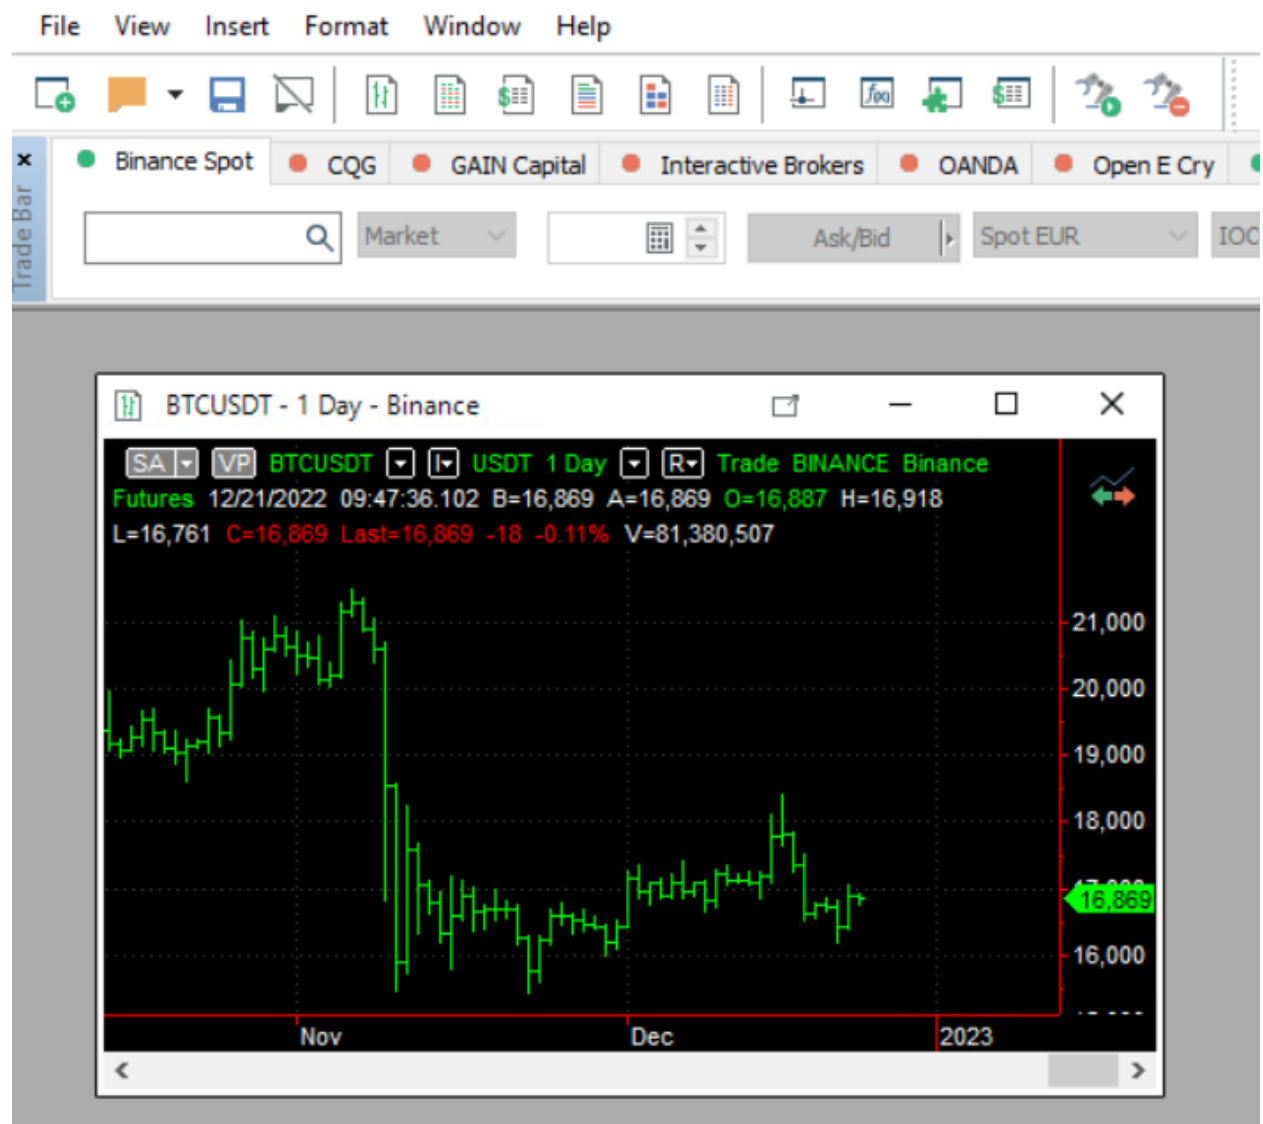 File View Insert Format Window Help
Trade Bar
Binance Spot CQG GAIN Capital Interactive Brokers OANDA Open E Cry
Market Ask/Bid Spot EUR IOC
BTCUSDT - 1 Day - Binance
SA VP BTCUSDT I USDT 1 Day R Trade BINANCE Binance
Futures 12/21/2022 09:47:36.102 B=16,869 A=16,869 O=16,887 H=16,918
L=16,761 C=16,869 Last=16,869 -18 -0.11% V=81,380,507
21,000
20,000
19,000
18,000
16,869
16,000
Nov Dec 2023